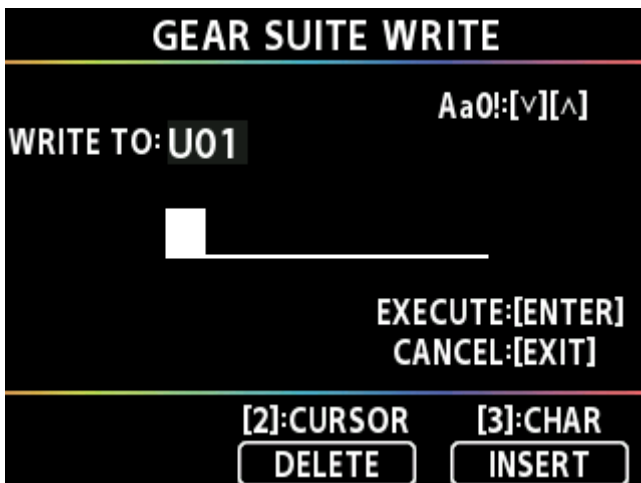 GEAR SUITE WRITE
Aa0!:[∨][∧]
WRITE TO: U01
EXECUTE:[ENTER]
CANCEL:[EXIT]
[2]:CURSOR [3]:CHAR
DELETE INSERT